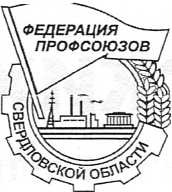 ФЕДЕРАЦИЯ
ПРОФСОЮЗОВ
СВЕРДЛОВСКОЙ ОБЛАСТИ